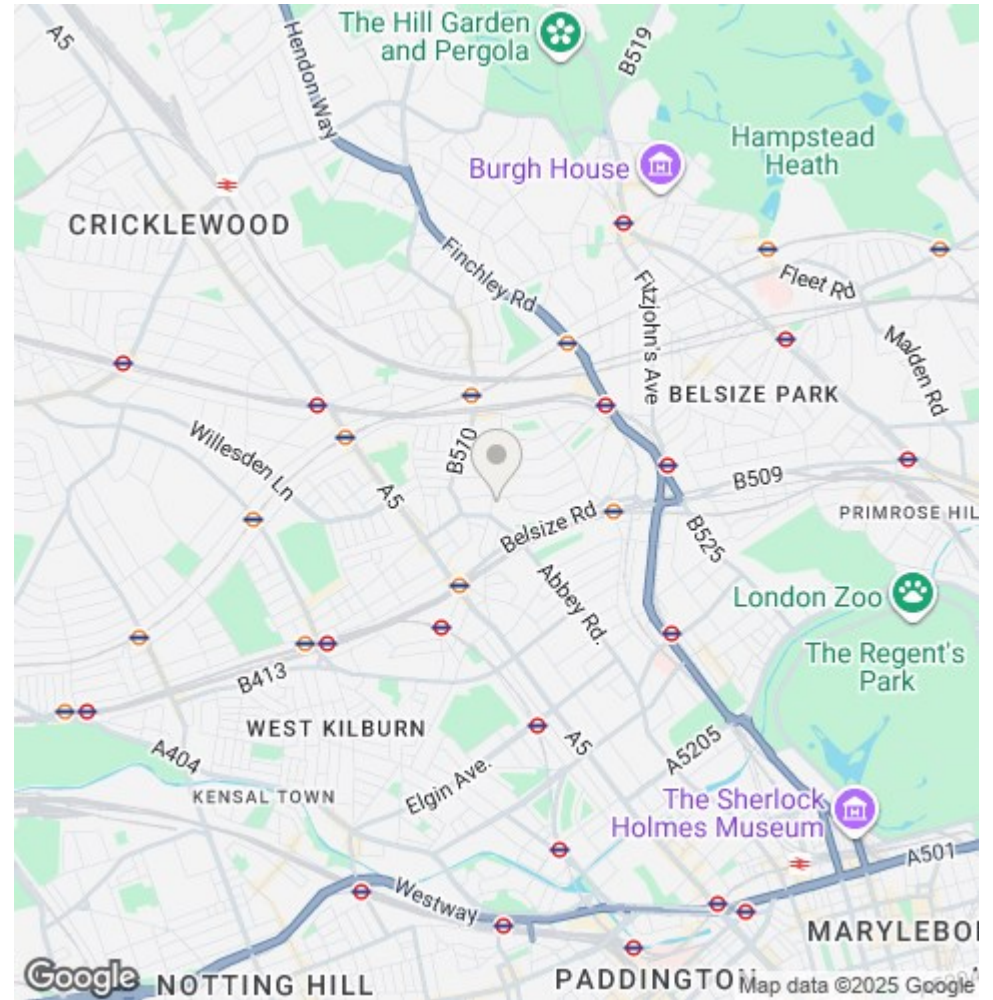 A5
Hendon Way
The Hill Garden
and Pergola
B519
Hampstead
Heath
Burgh House
CRICKLEWOOD
Finchley Rd
Fitzjohn's Ave
Fleet Rd
Malden Rd
BELSIZE PARK
Willesden Ln
B510
A5
B509
Belsize Rd
B525
PRIMROSE HIL
Abbey Rd.
London Zoo
The Regent's
Park
B413
WEST KILBURN
A5
A5205
A404
Elgin Ave.
KENSAL TOWN
The Sherlock
Holmes Museum
A501
Westway
MARYLEBO
Google
NOTTING HILL
PADDINGTON
Map data ©2025 Google